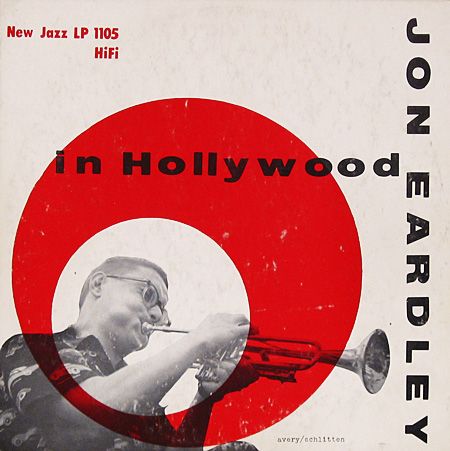 New Jazz LP 1105
HiFi
in Hollywood
JON EARDLEY
avery/schlitten